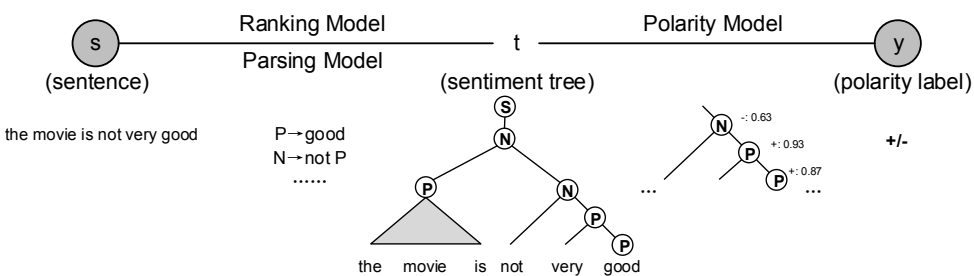 Ranking Model
Polarity Model
s
t
y
Parsing Model
(sentence)
(sentiment tree)
(polarity label)
the movie is not very good
P→good
N→not P
......
S
N
P
N
P
P
the movie is not very good
N -: 0.63
P +: 0.93
P +: 0.87
... ...
+/-